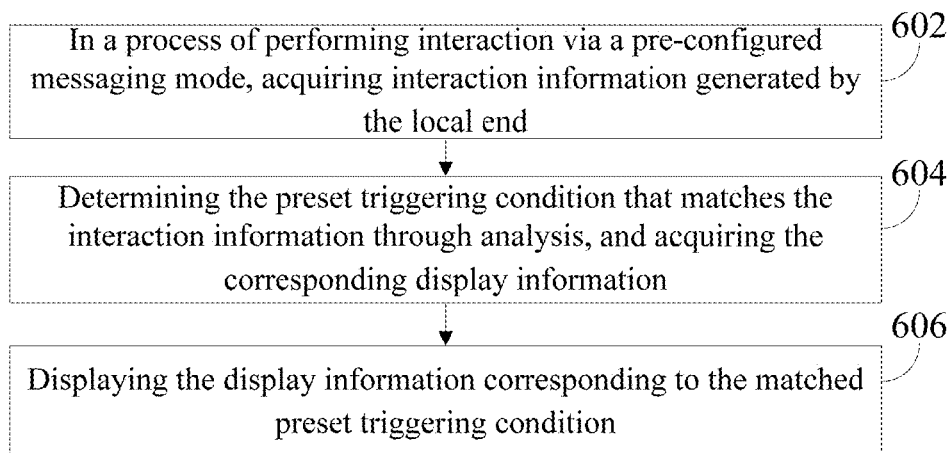 602
In a process of performing interaction via a pre-configured
messaging mode, acquiring interaction information generated by
the local end
604
Determining the preset triggering condition that matches the
interaction information through analysis, and acquiring the
corresponding display information
606
Displaying the display information corresponding to the matched
preset triggering condition